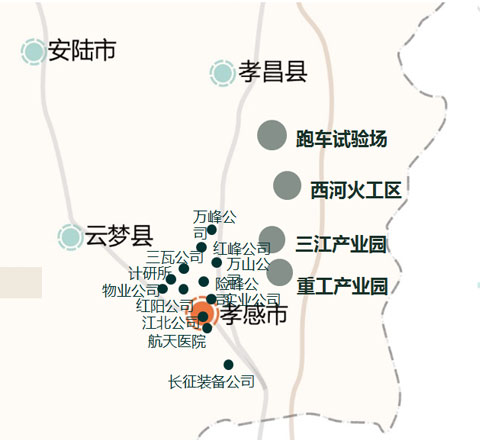 安陆市
孝昌县
跑车试验场
西河火工区
万峰公
司
云梦县
三江产业园
红峰公司
三瓦公司
万山公
司
计研所
重工产业园
物业公司
险峰公
司
实业公司
红阳公司
孝感市
江北公司
航天医院
长征装备公司